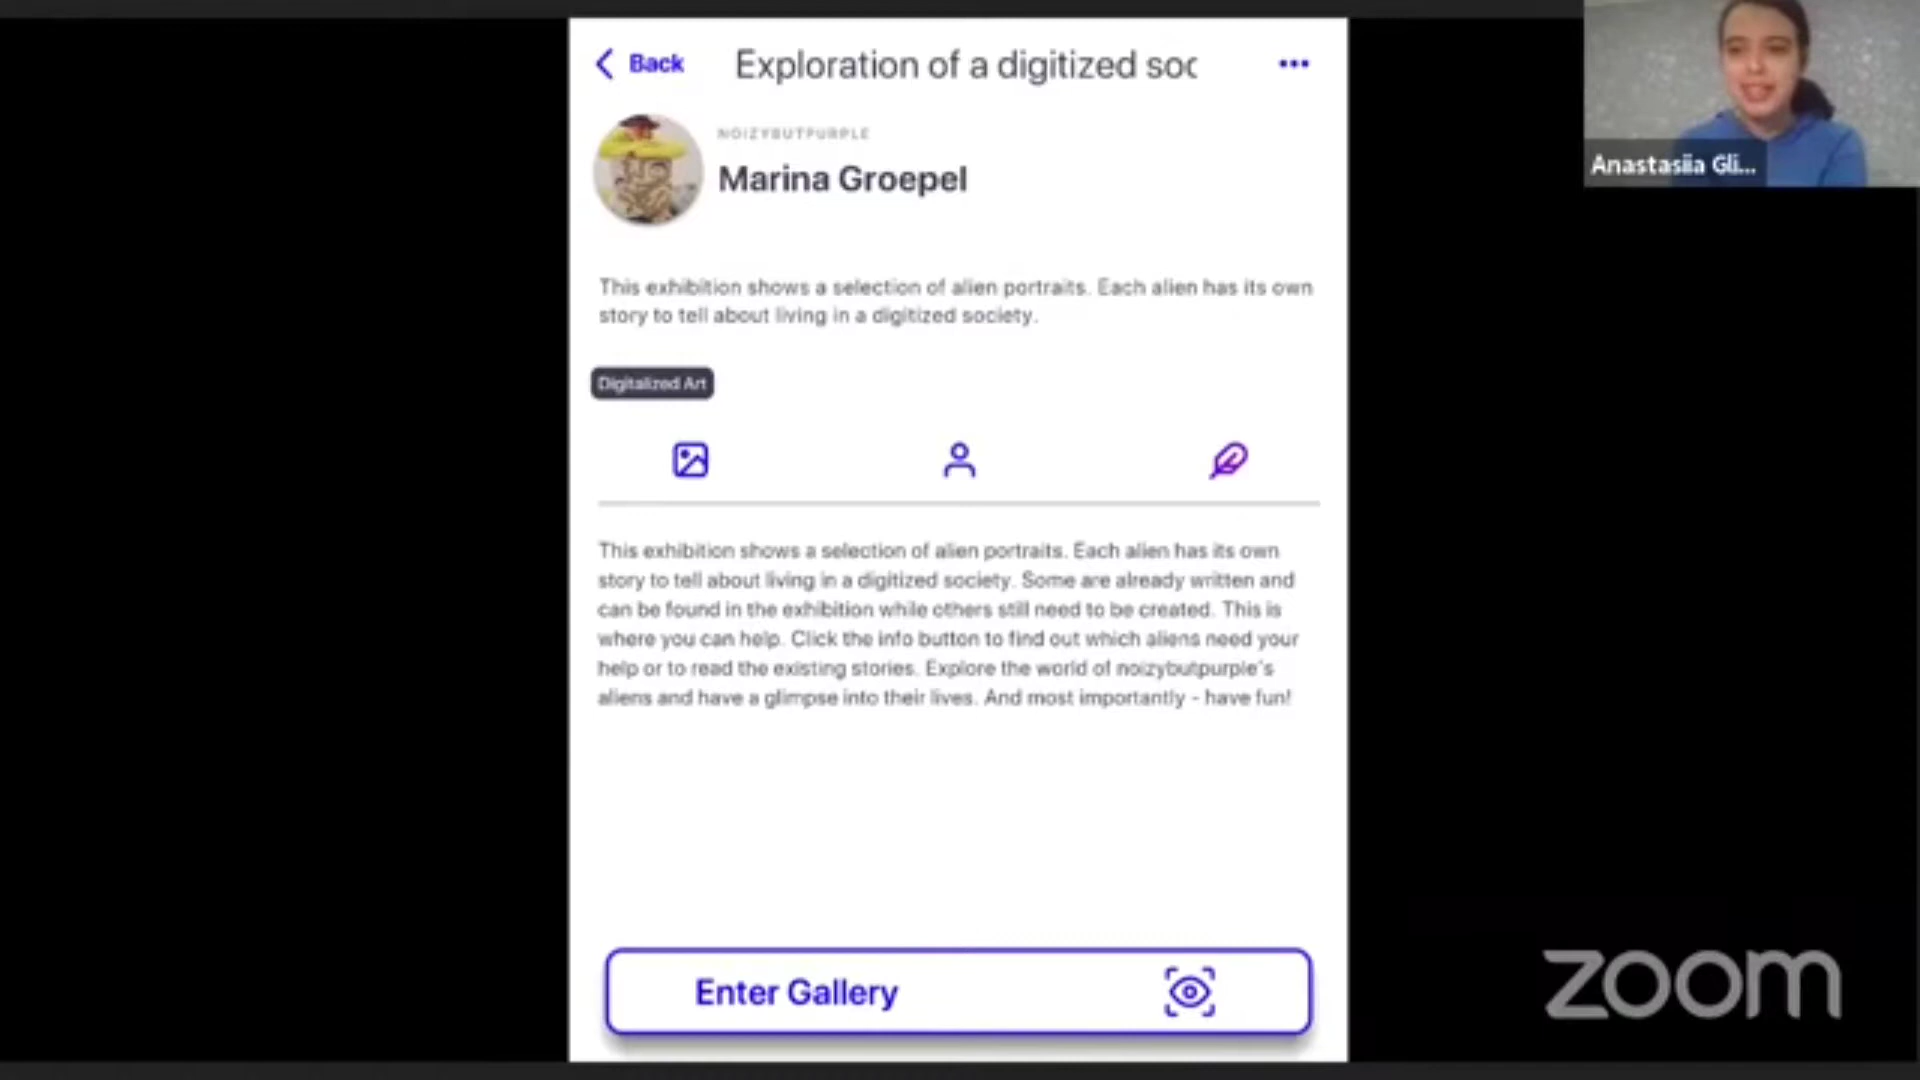 Back
Exploration of a digitized soc
NOIZYBUTPURPLE
Marina Groepel
This exhibition shows a selection of alien portraits. Each alien has its own
story to tell about living in a digitized society.
Digitalized Art
This exhibition shows a selection of alien portraits. Each alien has its own
story to tell about living in a digitized society. Some are already written and
can be found in the exhibition while others still need to be created. This is
where you can help. Click the info button to find out which aliens need your
help or to read the existing stories. Explore the world of noizybutpurple's
aliens and have a glimpse into their lives. And most importantly - have fun!
Enter Gallery
Anastasiia Gli...
zoom